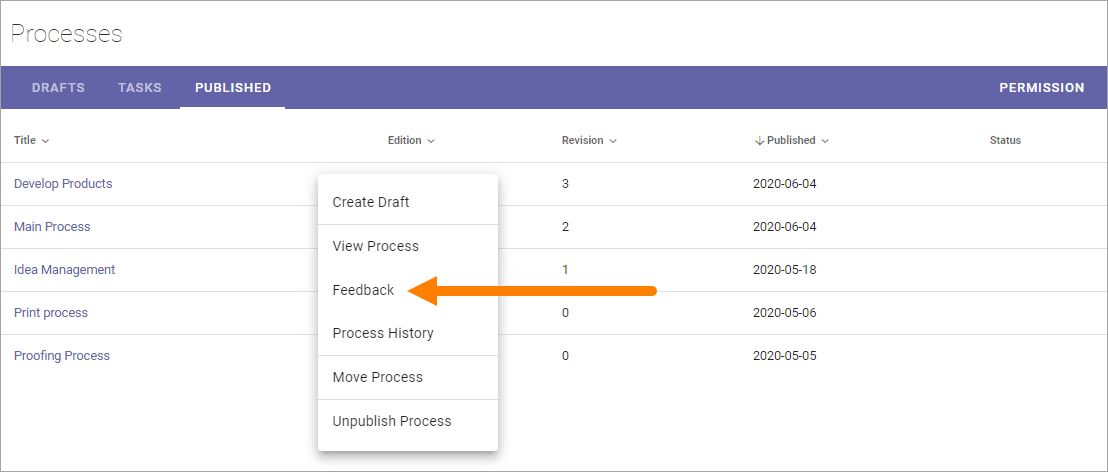 Processes
DRAFTS TASKS PUBLISHED PERMISSION
Title Edition Revision Published Status
Develop Products 3 2020-06-04
Create Draft
Main Process 2 2020-06-04
View Process
Idea Management 1 2020-05-18
Feedback
Print process 0 2020-05-06
Process History
Proofing Process 0 2020-05-05
Move Process
Unpublish Process